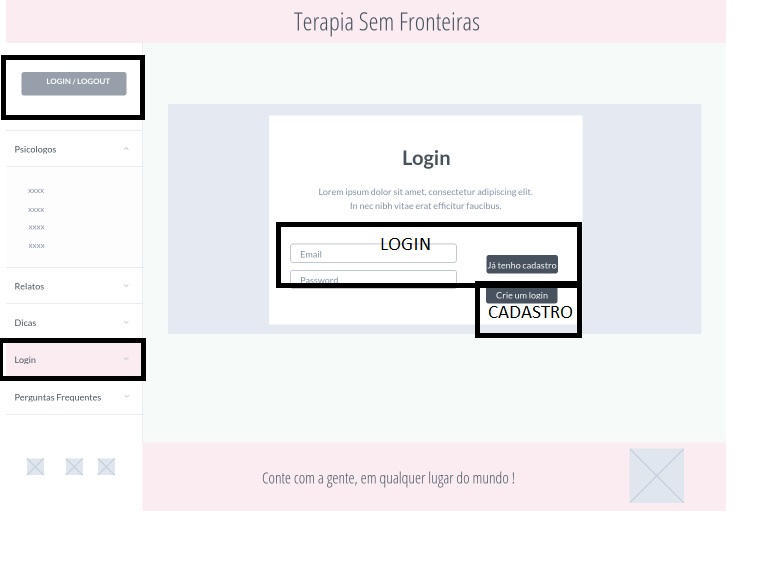 Terapia Sem Fronteiras
LOGIN / LOGOUT
Psicologos
xxxx
xxxx
xxxx
xxxx
Relatos
Dicas
Login
Perguntas Frequentes
Login
Lorem ipsum dolor sit amet, consectetur adipiscing elit.
In nec nibh vitae erat efficitur faucibus.
LOGIN
Email
Já tenho cadastro
Password
Crie um login
CADASTRO
Conte com a gente, em qualquer lugar do mundo !